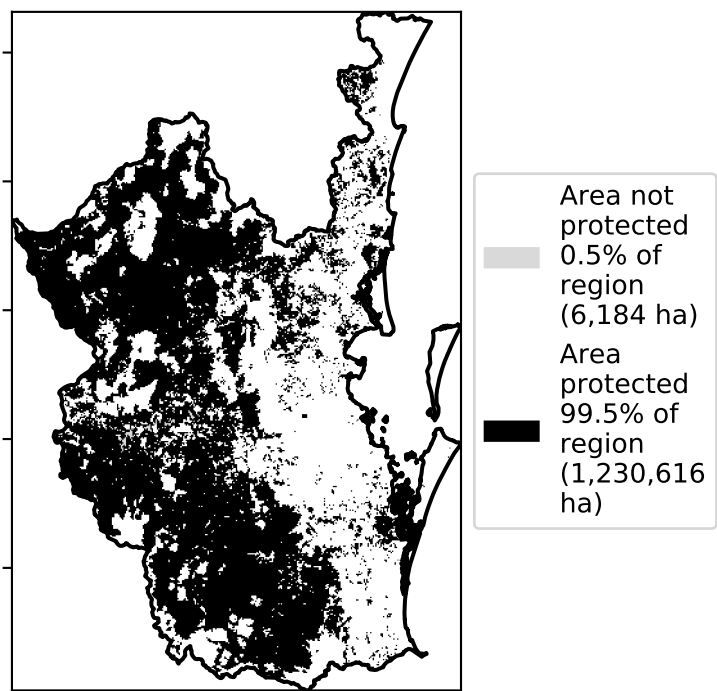 Area not
protected
0.5% of
region
(6,184 ha)
Area
protected
99.5% of
region
(1,230,616
ha)